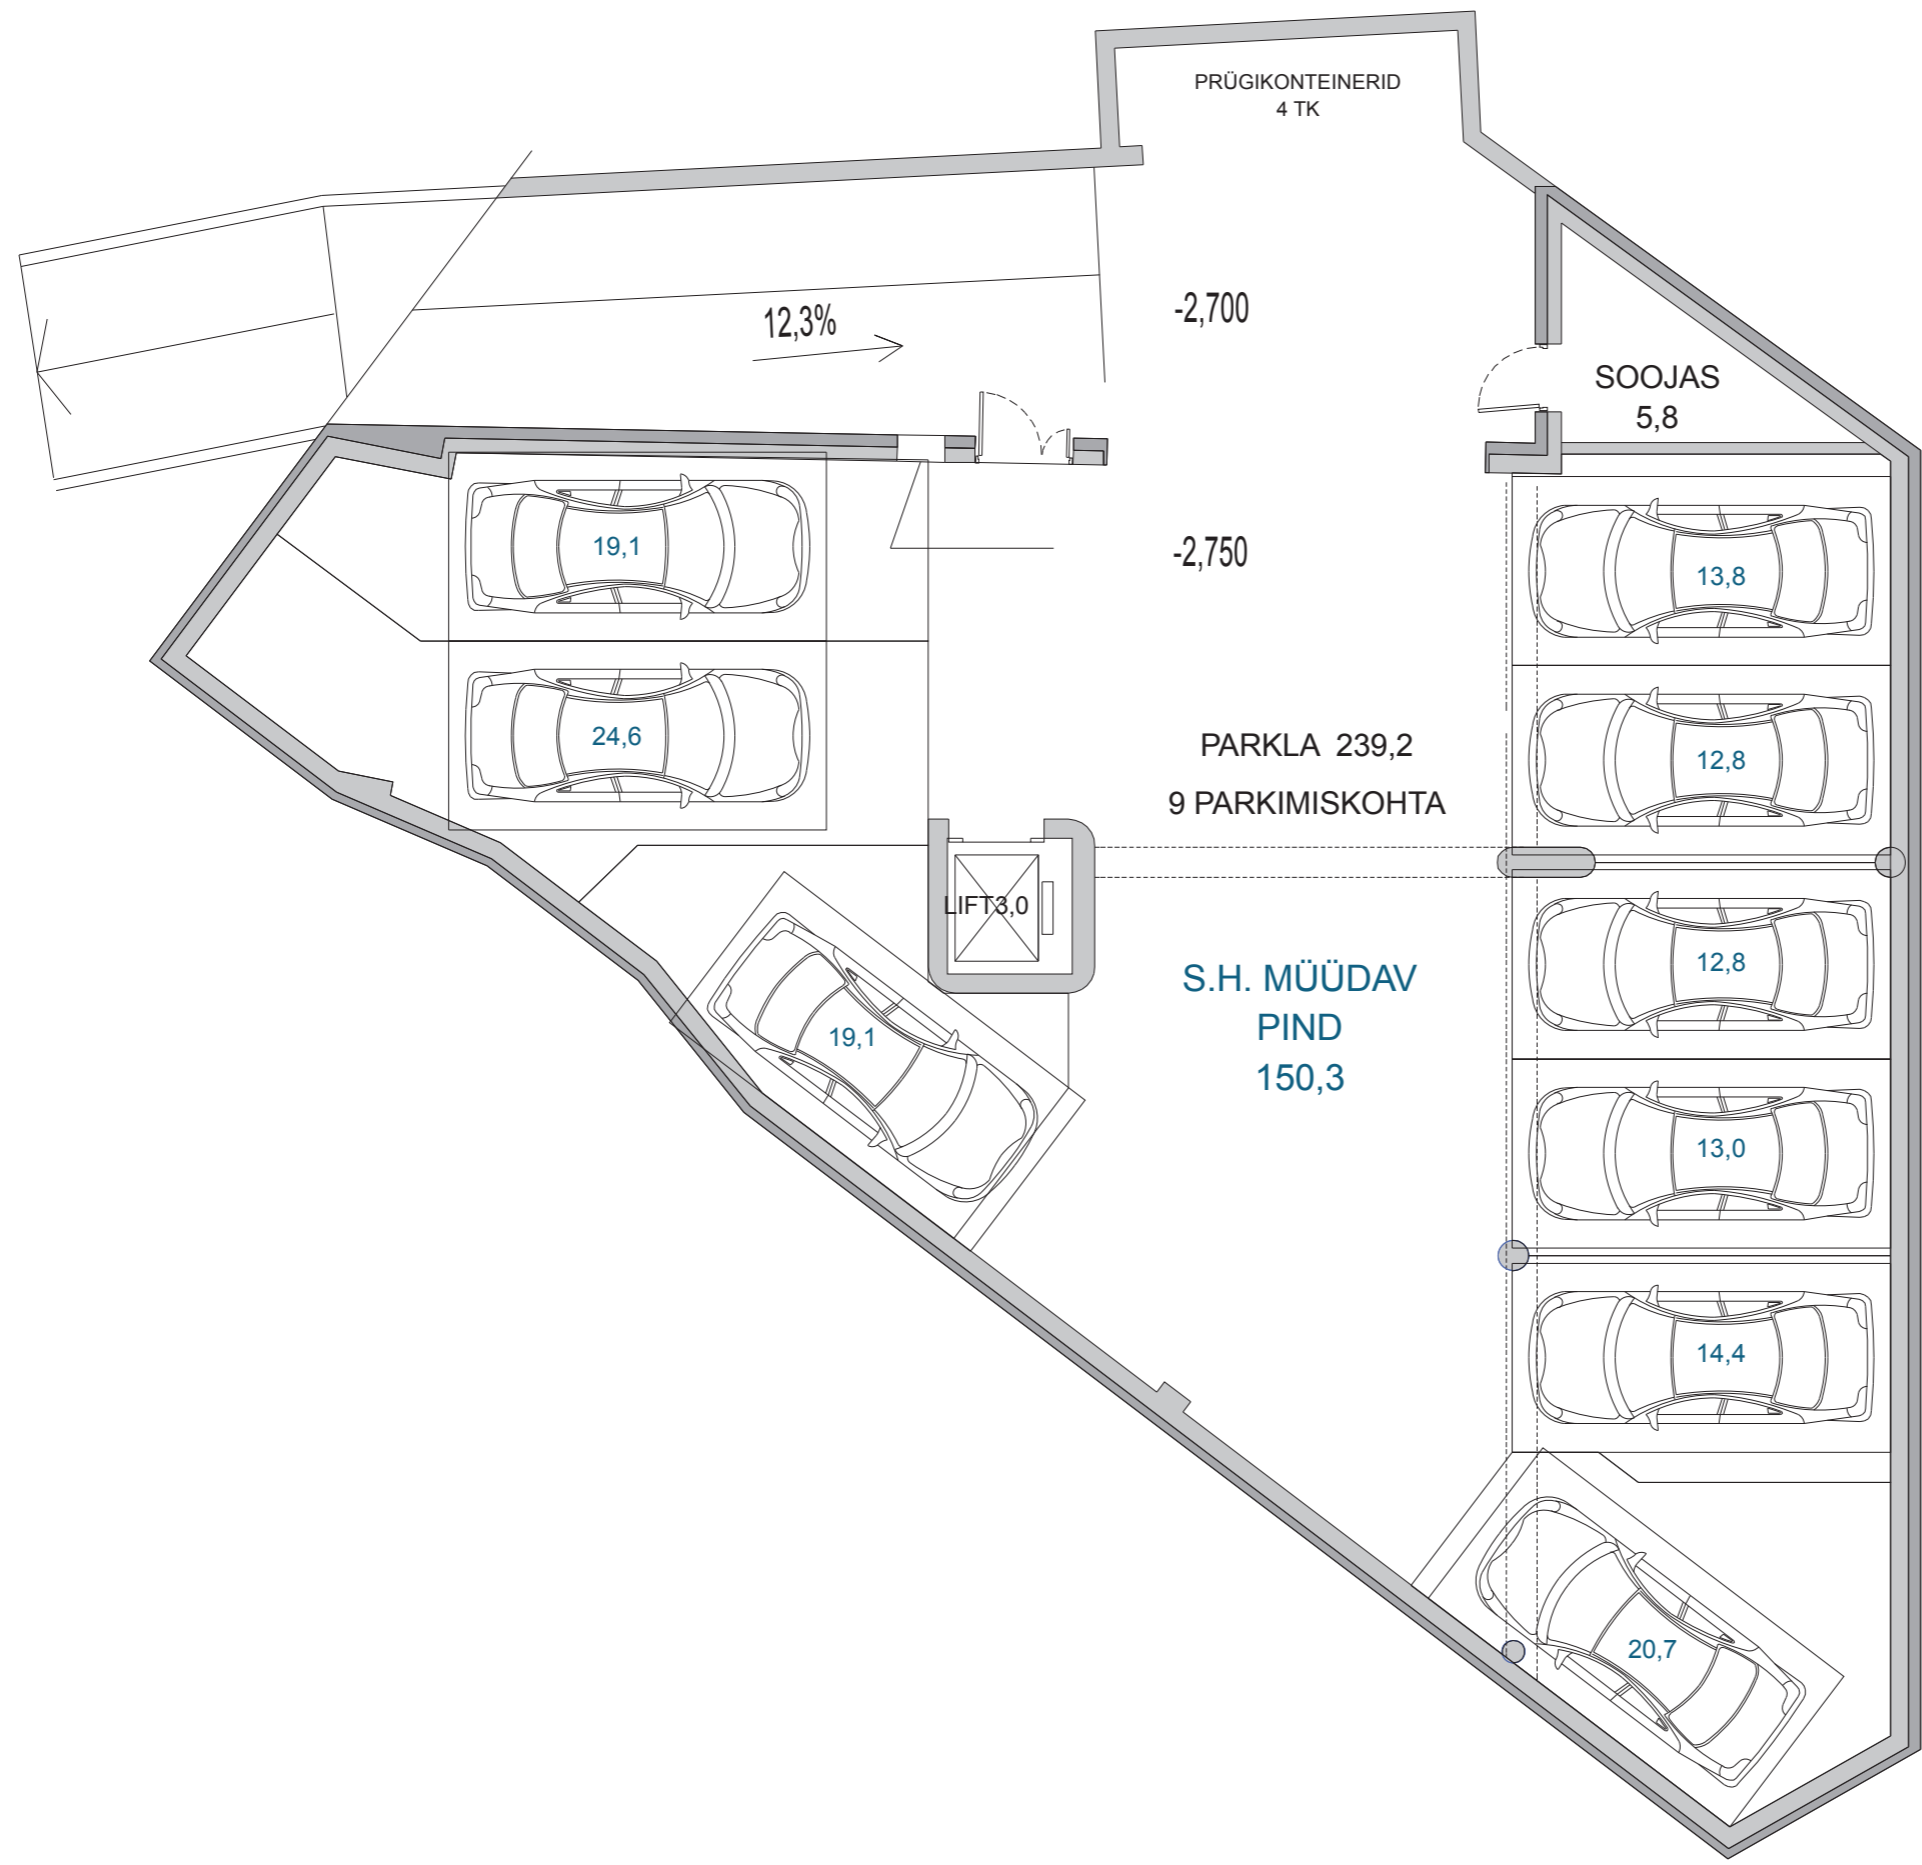 PRÜGIKONTEINERID
4 TK
12,3%
-2,700
SOOJAS
5,8
19,1
-2,750
13,8
24,6
PARKLA 239,2
12,8
9 PARKIMISKOHTA
LIFT3,0
S.H. MÜÜDAV
PIND
150,3
12,8
19,1
13,0
14,4
20,7